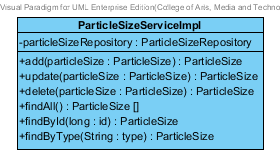 Visual Paradigm for UML Enterprise Edition(College of Arts, Media and Techno
ParticleSizeServiceImpl
-particleSizeRepository : ParticleSizeRepository
+add(particleSize : ParticleSize) : ParticleSize
+update(particleSize : ParticleSize) : ParticleSize
+delete(particleSize : ParticleSize) : ParticleSize
+findAll() : ParticleSize []
+findById(long : id) : ParticleSize
+findByType(String : type) : ParticleSize